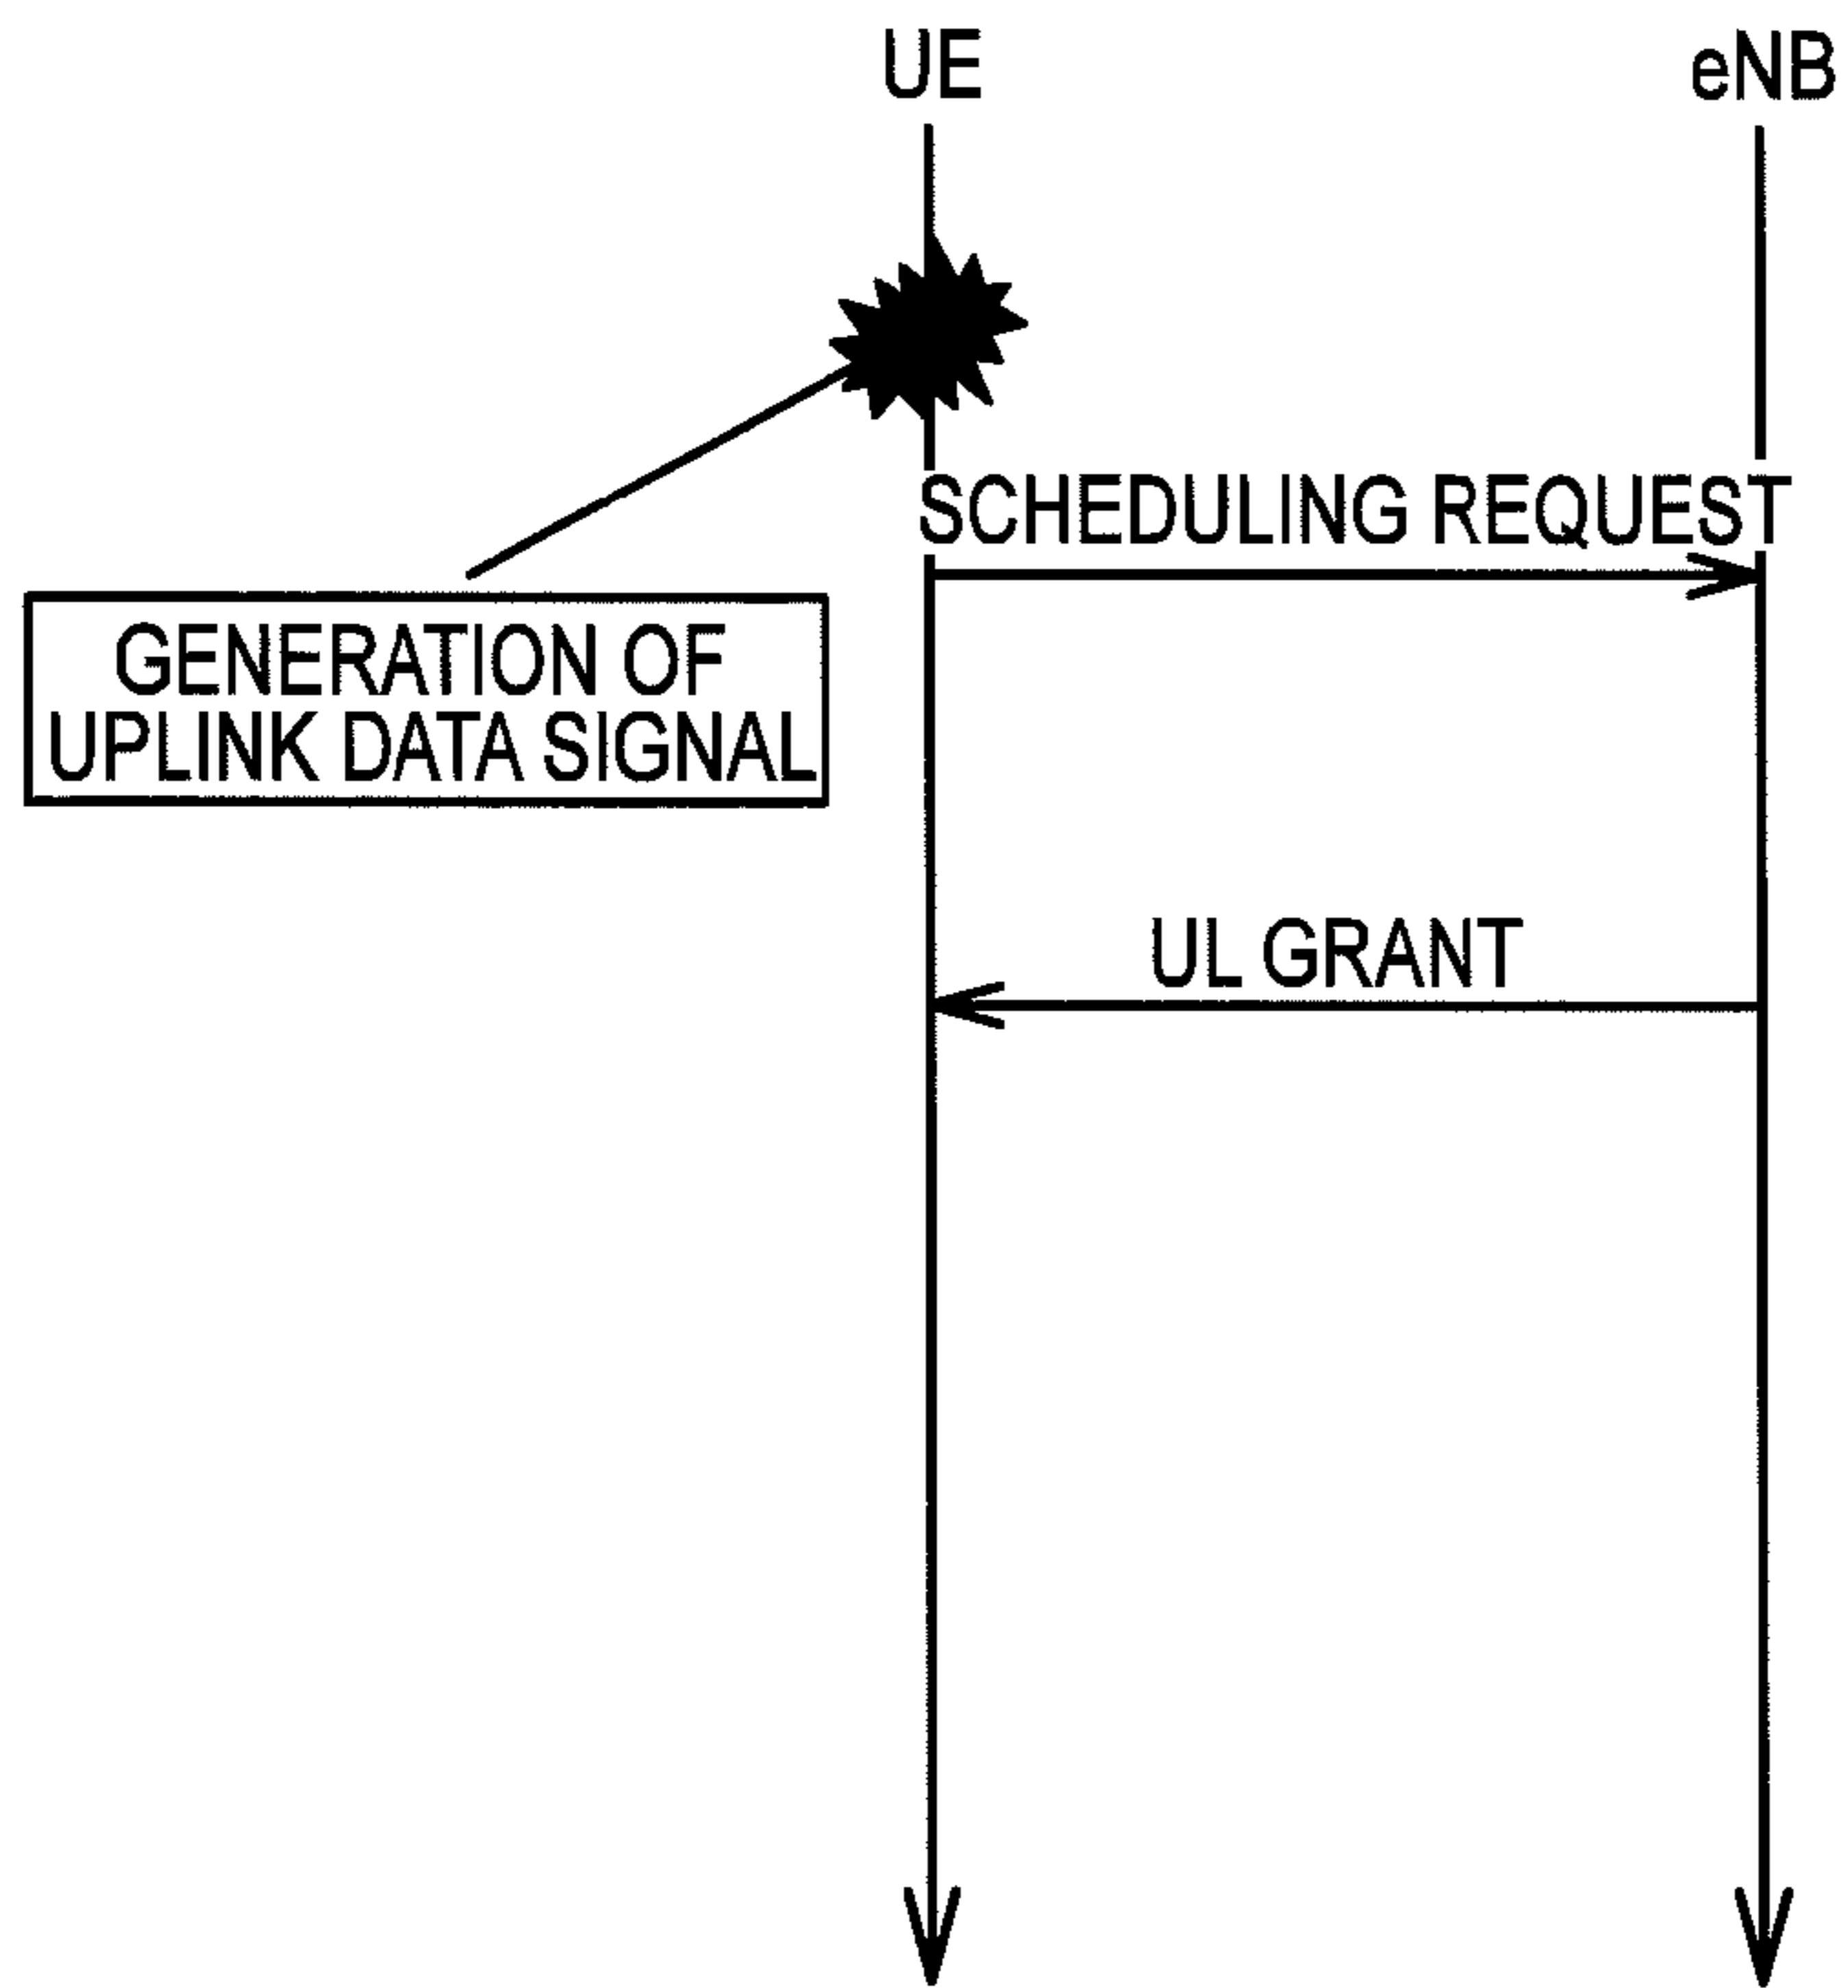 UE
eNB
SCHEDULING REQUEST
GENERATION OF
UPLINK DATA SIGNAL
UL GRANT